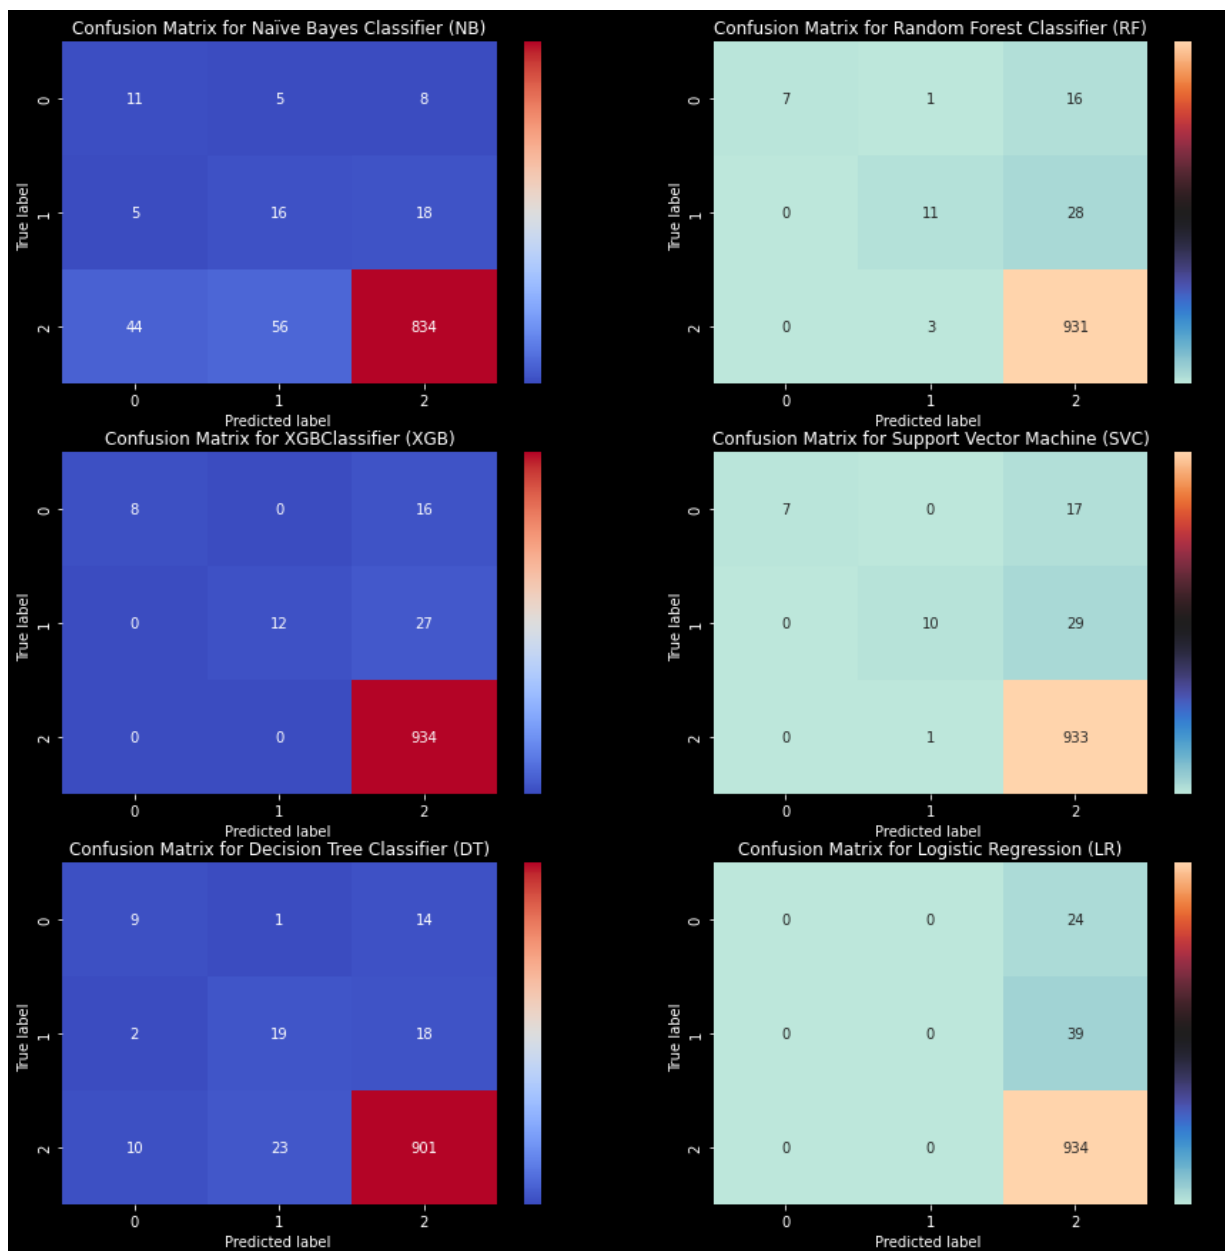 Confusion Matrix for Naïve Bayes Classifier (NB)
True label
0
11 5 8
1
5 16 18
2
44 56 834
0 1 2
Predicted label
Confusion Matrix for Random Forest Classifier (RF)
True label
0
7 1 16
1
0 11 28
2
0 3 931
0 1 2
Predicted label
Confusion Matrix for XGBClassifier (XGB)
True label
0
8 0 16
1
0 12 27
2
0 0 934
0 1 2
Predicted label
Confusion Matrix for Support Vector Machine (SVC)
True label
0
7 0 17
1
0 10 29
2
0 1 933
0 1 2
Predicted label
Confusion Matrix for Decision Tree Classifier (DT)
True label
0
9 1 14
1
2 19 18
2
10 23 901
0 1 2
Predicted label
Confusion Matrix for Logistic Regression (LR)
True label
0
0 0 24
1
0 0 39
2
0 0 934
0 1 2
Predicted label